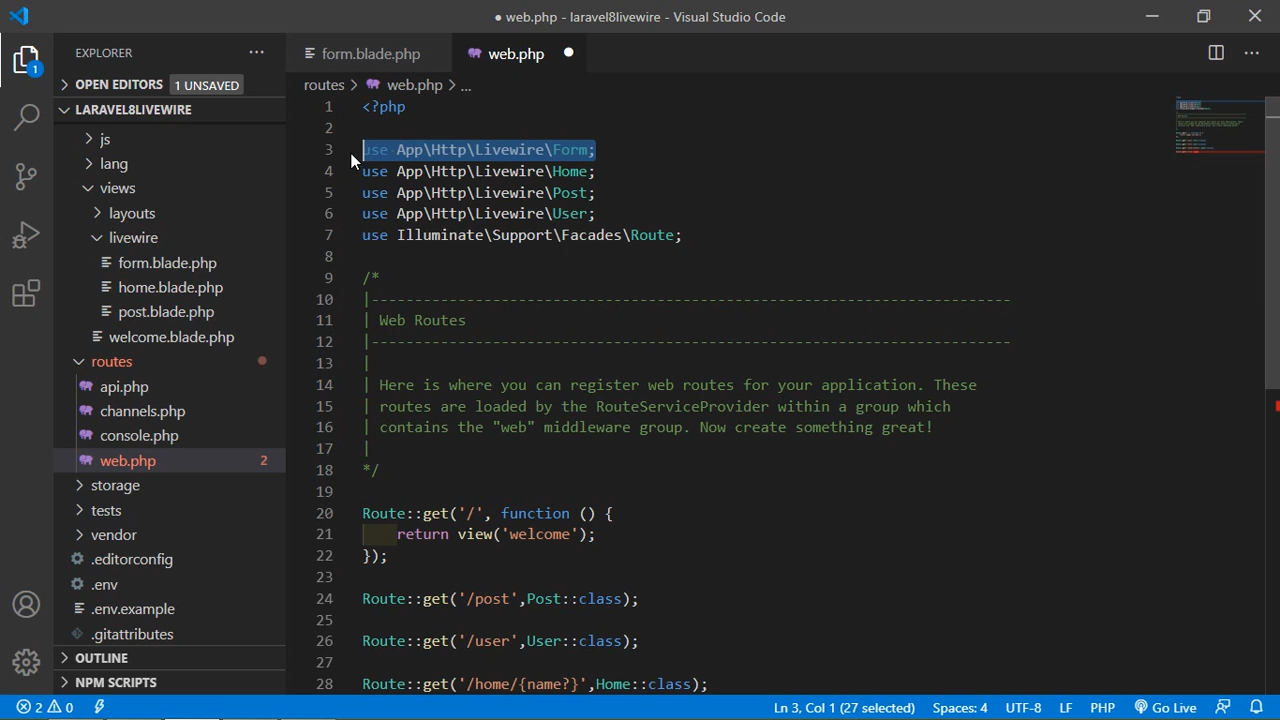 ● web.php - laravel8livewire - Visual Studio Code
EXPLORER
form.blade.php
web.php
1
OPEN EDITORS 1 UNSAVED
routes > web.php > ...
LARAVEL8LIVEWIRE
js
lang
views
layouts
livewire
form.blade.php
home.blade.php
post.blade.php
welcome.blade.php
routes
api.php
channels.php
console.php
web.php 2
storage
tests
vendor
.editorconfig
.env
.env.example
.gitattributes
OUTLINE
NPM SCRIPTS
1 <?php
2
3 use App\Http\Livewire\Form;
4 use App\Http\Livewire\Home;
5 use App\Http\Livewire\Post;
6 use App\Http\Livewire\User;
7 use Illuminate\Support\Facades\Route;
8
9 /*
10 |--------------------------------------------------------------------------
11 | Web Routes
12 |--------------------------------------------------------------------------
13 |
14 | Here is where you can register web routes for your application. These
15 | routes are loaded by the RouteServiceProvider within a group which
16 | contains the "web" middleware group. Now create something great!
17 |
18 */
19
20 Route::get('/', function () {
21 return view('welcome');
22 });
23
24 Route::get('/post',Post::class);
25
26 Route::get('/user',User::class);
27
28 Route::get('/home/{name?}',Home::class);
2 0 Ln 3, Col 1 (27 selected) Spaces: 4 UTF-8 LF PHP Go Live